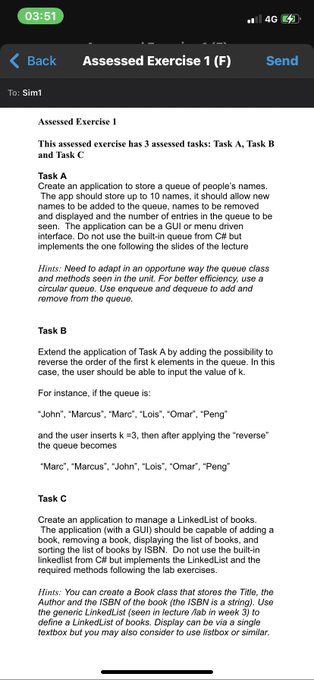 03:51
4G
Back
Assessed Exercise 1 (F)
Send
To: Sim1
Assessed Exercise 1
This assessed exercise has 3 assessed tasks: Task A, Task B
and Task C
Task A
Create an application to store a queue of people's names.
The app should store up to 10 names, it should allow new
names to be added to the queue, names to be removed
and displayed and the number of entries in the queue to be
seen. The application can be a GUI or menu driven
interface. Do not use the built-in queue from C# but
implements the one following the slides of the lecture
Hints: Need to adapt in an opportune way the queue class
and methods seen in the unit. For better efficiency, use a
circular queue. Use enqueue and dequeue to add and
remove from the queue.
Task B
Extend the application of Task A by adding the possibility to
reverse the order of the first k elements in the queue. In this
case, the user should be able to input the value of k.
For instance, if the queue is:
“John”, “Marcus”, “Marc”, “Lois”, “Omar”, “Peng”
and the user inserts k =3, then after applying the “reverse”
the queue becomes
“Marc”, “Marcus”, “John”, “Lois”, “Omar”, “Peng”
Task C
Create an application to manage a LinkedList of books.
The application (with a GUI) should be capable of adding a
book, removing a book, displaying the list of books, and
sorting the list of books by ISBN. Do not use the built-in
linkedlist from C# but implements the LinkedList and the
required methods following the lab exercises.
Hints: You can create a Book class that stores the Title, the
Author and the ISBN of the book (the ISBN is a string). Use
the generic LinkedList (seen in lecture /lab in week 3) to
define a LinkedList of books. Display can be via a single
textbox but you may also consider to use listbox or similar.